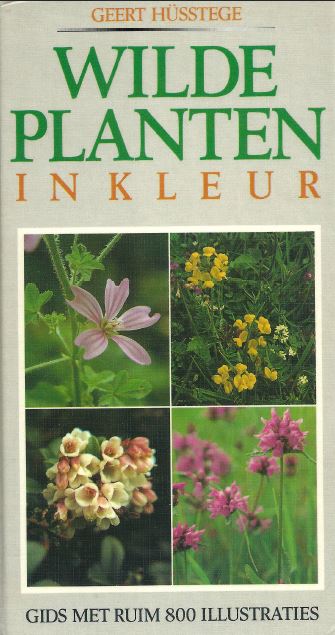 GEERT HÜSSTEGE
WILDE
PLANTEN
IN KLEUR
GIDS MET RUIM 800 ILLUSTRATIES